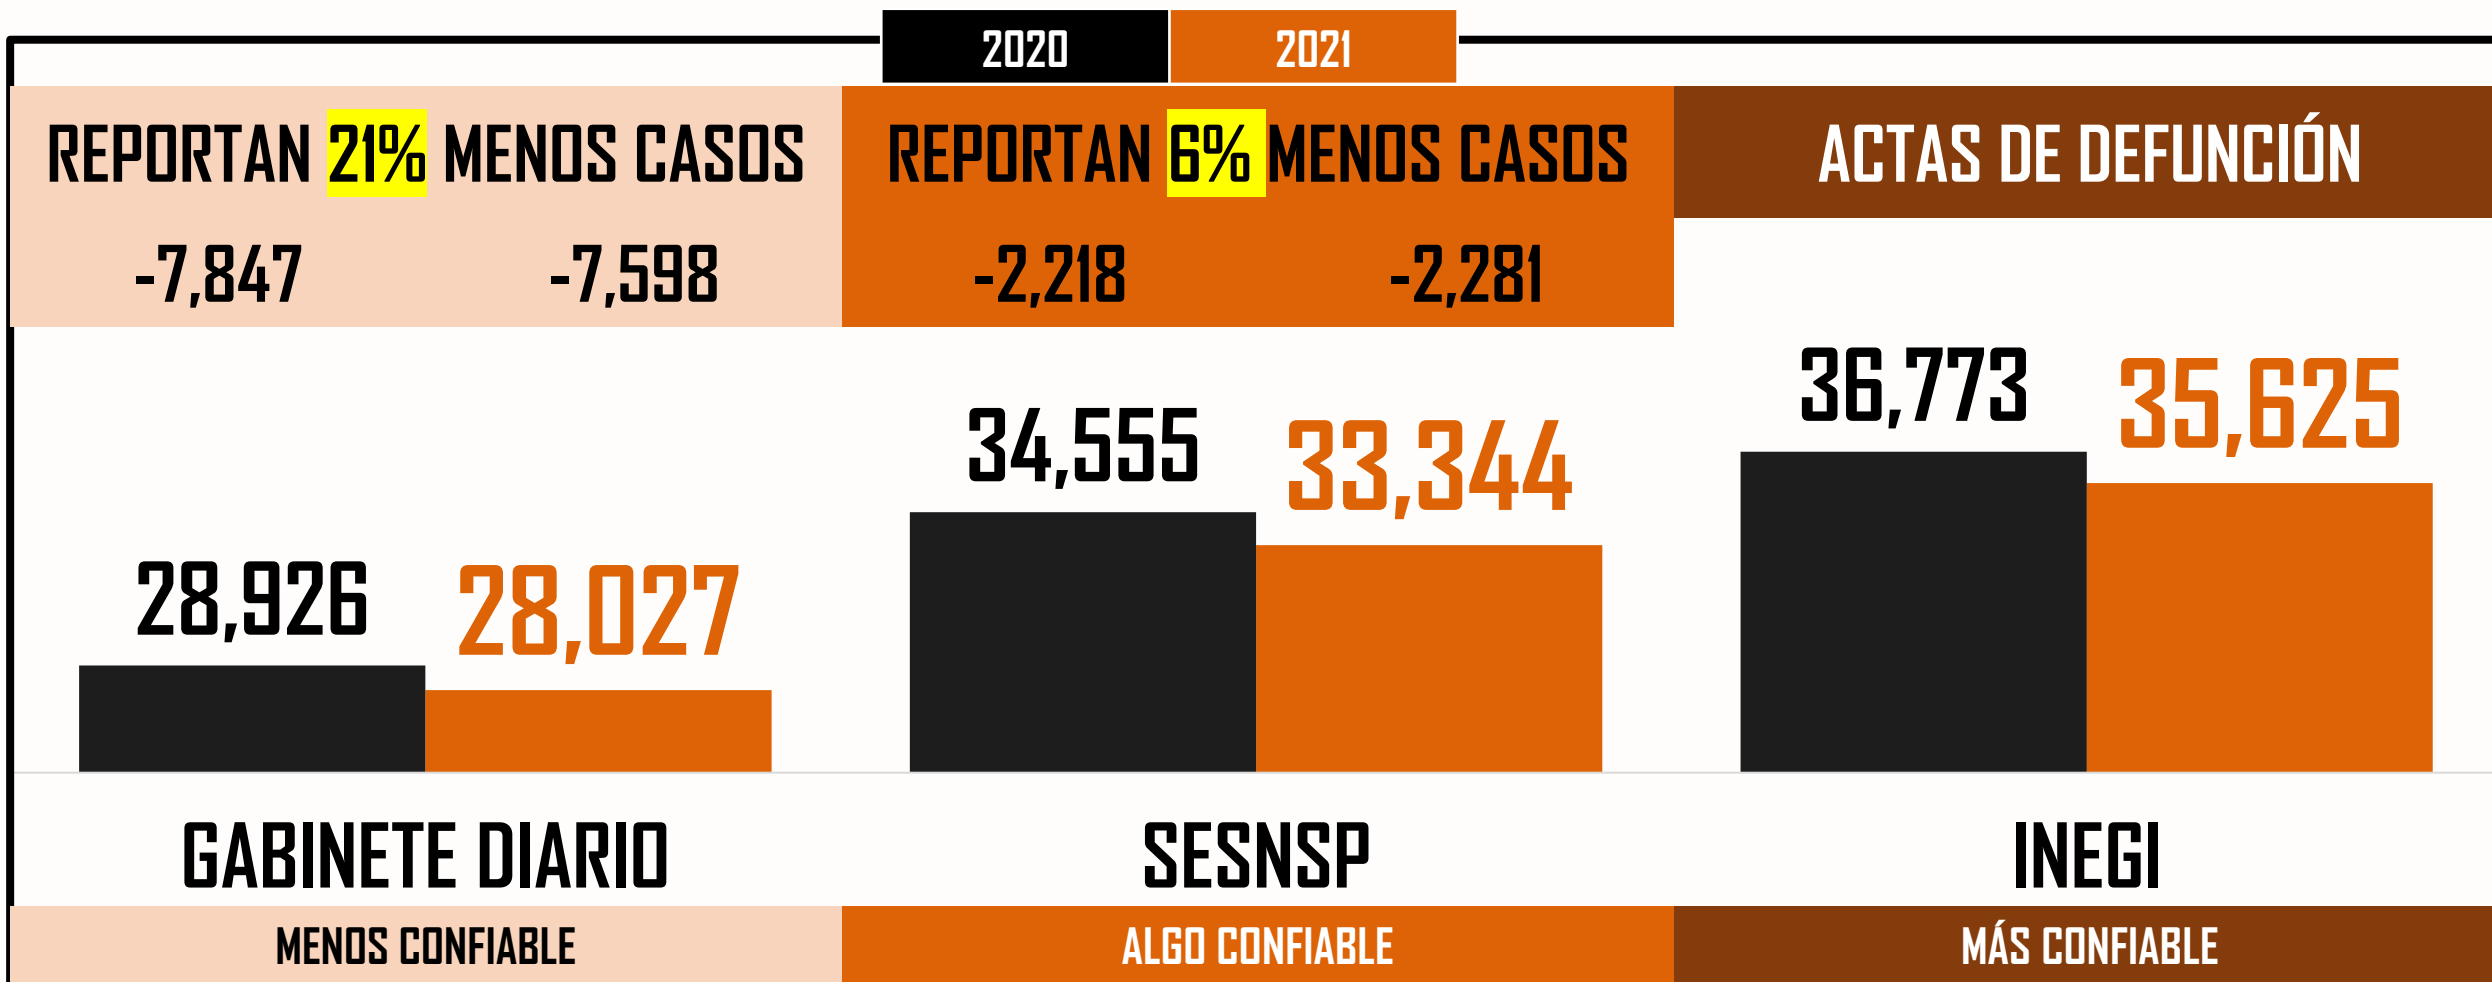 2020 2021
REPORTAN 21% MENOS CASOS
-7,847 -7,598
REPORTAN 6% MENOS CASOS
-2,218 -2,281
ACTAS DE DEFUNCIÓN
28,926 28,027
34,555 33,344
36,773 35,625
GABINETE DIARIO
SESNSP
INEGI
MENOS CONFIABLE
ALGO CONFIABLE
MÁS CONFIABLE